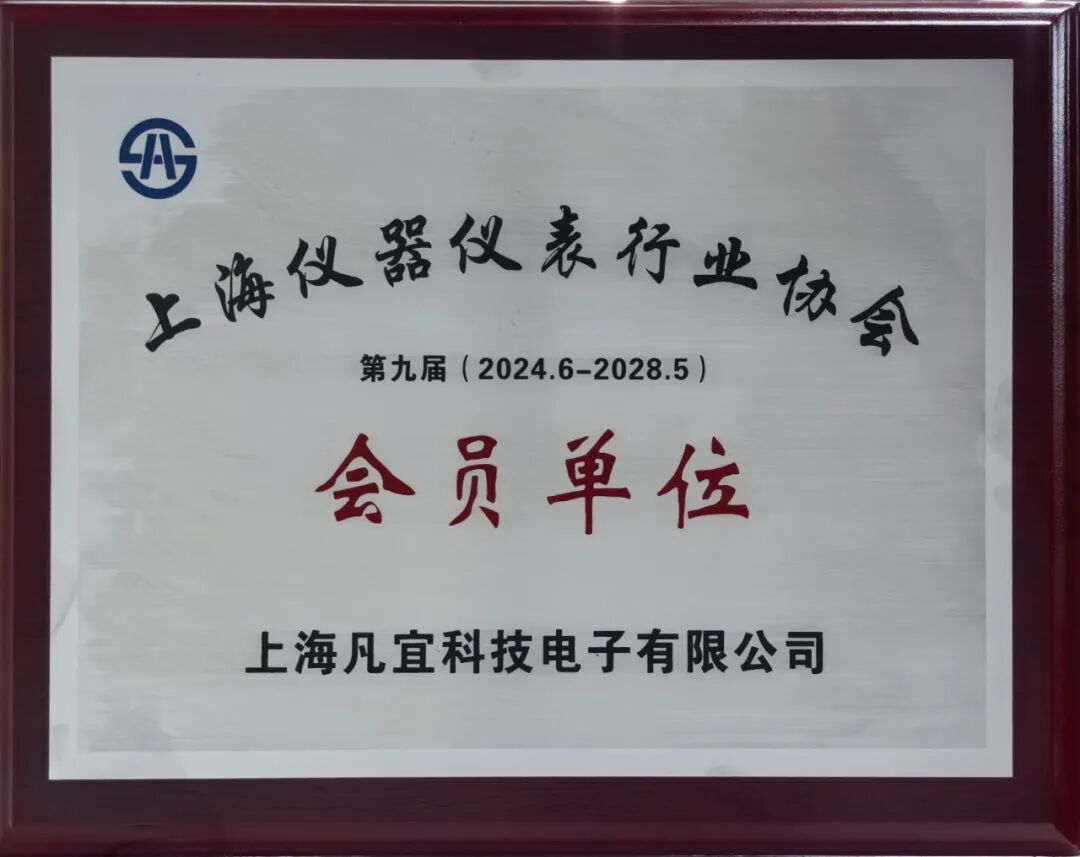 上海仪器仪表行业协会
第九届（2024.6-2028.5）
会员单位
上海凡宜科技电子有限公司